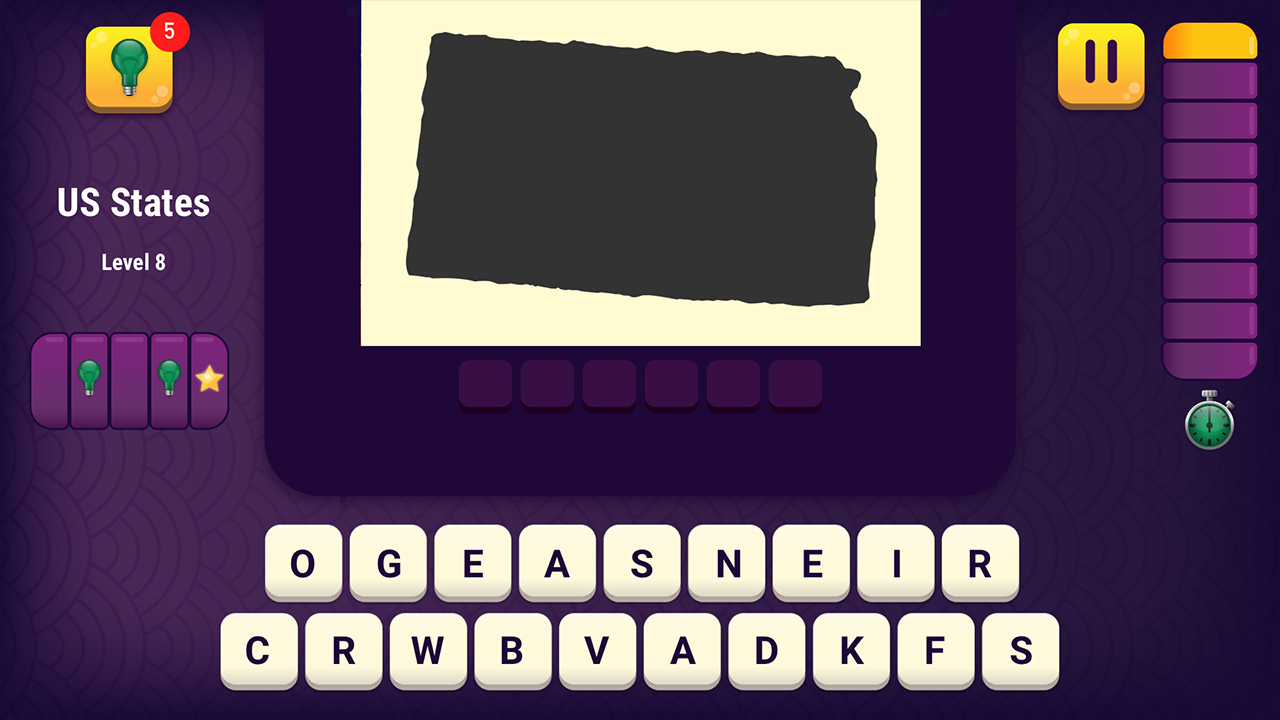 5
US States
Level 8
O G E A S N E I R
C R W B V A D K F S